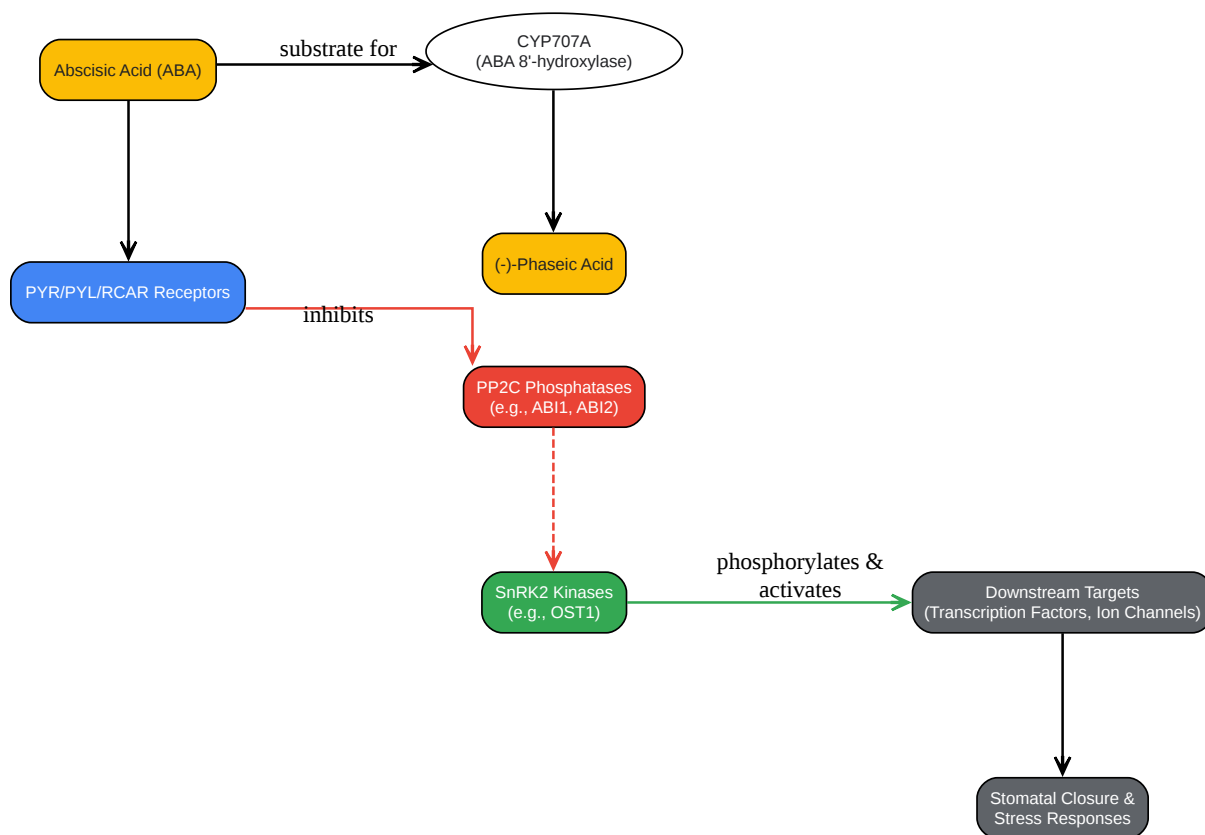 substrate for
CYP707A
(ABA 8'-hydroxylase)
Abscisic Acid (ABA)
(-)-Phaseic Acid
PYR/PYL/RCAR Receptors
inhibits
PP2C Phosphatases
(e.g., ABI1, ABI2)
phosphorylates &
activates
SnRK2 Kinases
(e.g., OST1)
Downstream Targets
(Transcription Factors, Ion Channels)
Stomatal Closure &
Stress Responses